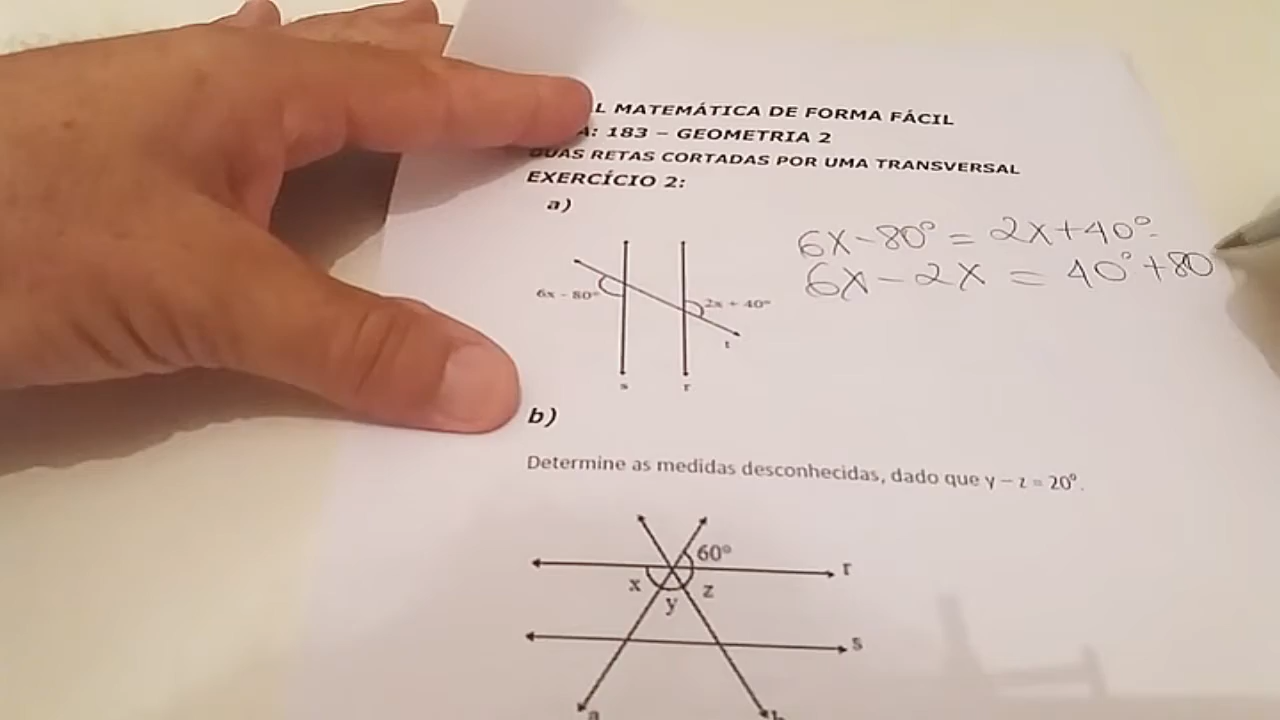 L MATEMÁTICA DE FORMA FÁCIL
A: 183 – GEOMETRIA 2
DUAS RETAS CORTADAS POR UMA TRANSVERSAL
EXERCÍCIO 2:
a)
6x - 80° = 2x + 40°
6x - 2x = 40° + 80
6x - 80°
2x + 40°
t
s r
b)
Determine as medidas desconhecidas, dado que y – z = 20°.
60°
r
x
y
z
s
a